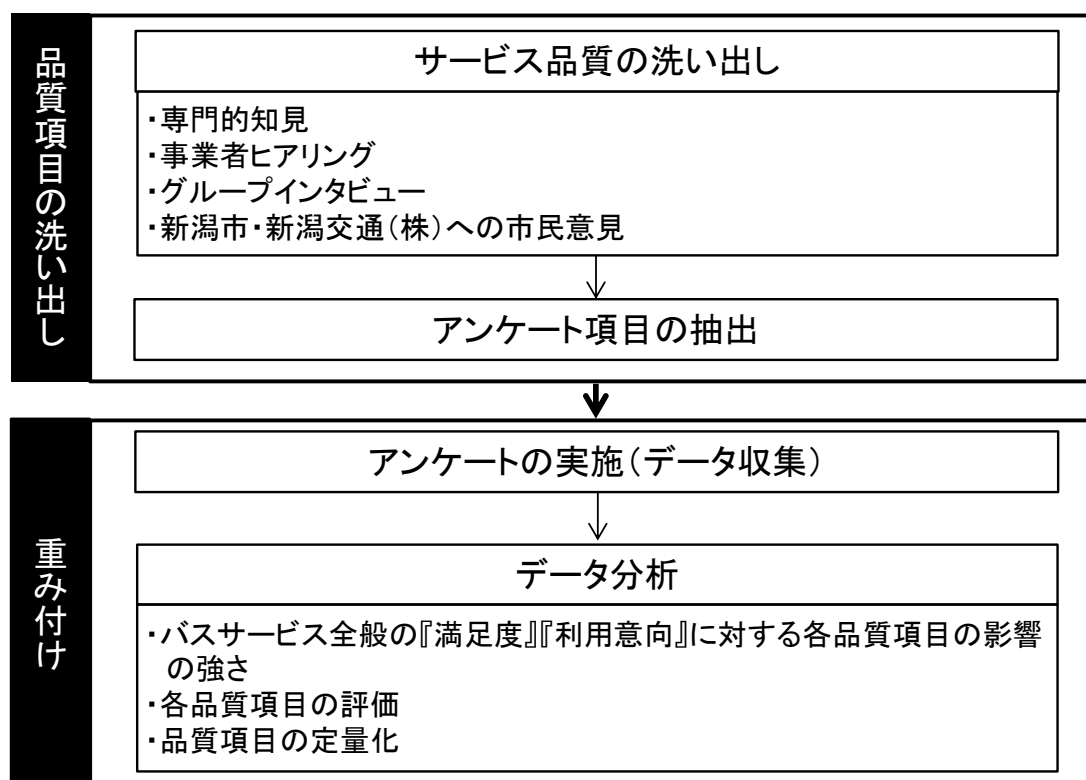 品質項目の洗い出し
サービス品質の洗い出し
・専門的知見
・事業者ヒアリング
・グループインタビュー
・新潟市・新潟交通(株)への市民意見
アンケート項目の抽出
重み付け
アンケートの実施(データ収集)
データ分析
・バスサービス全般の『満足度』『利用意向』に対する各品質項目の影響
の強さ
・各品質項目の評価
・品質項目の定量化